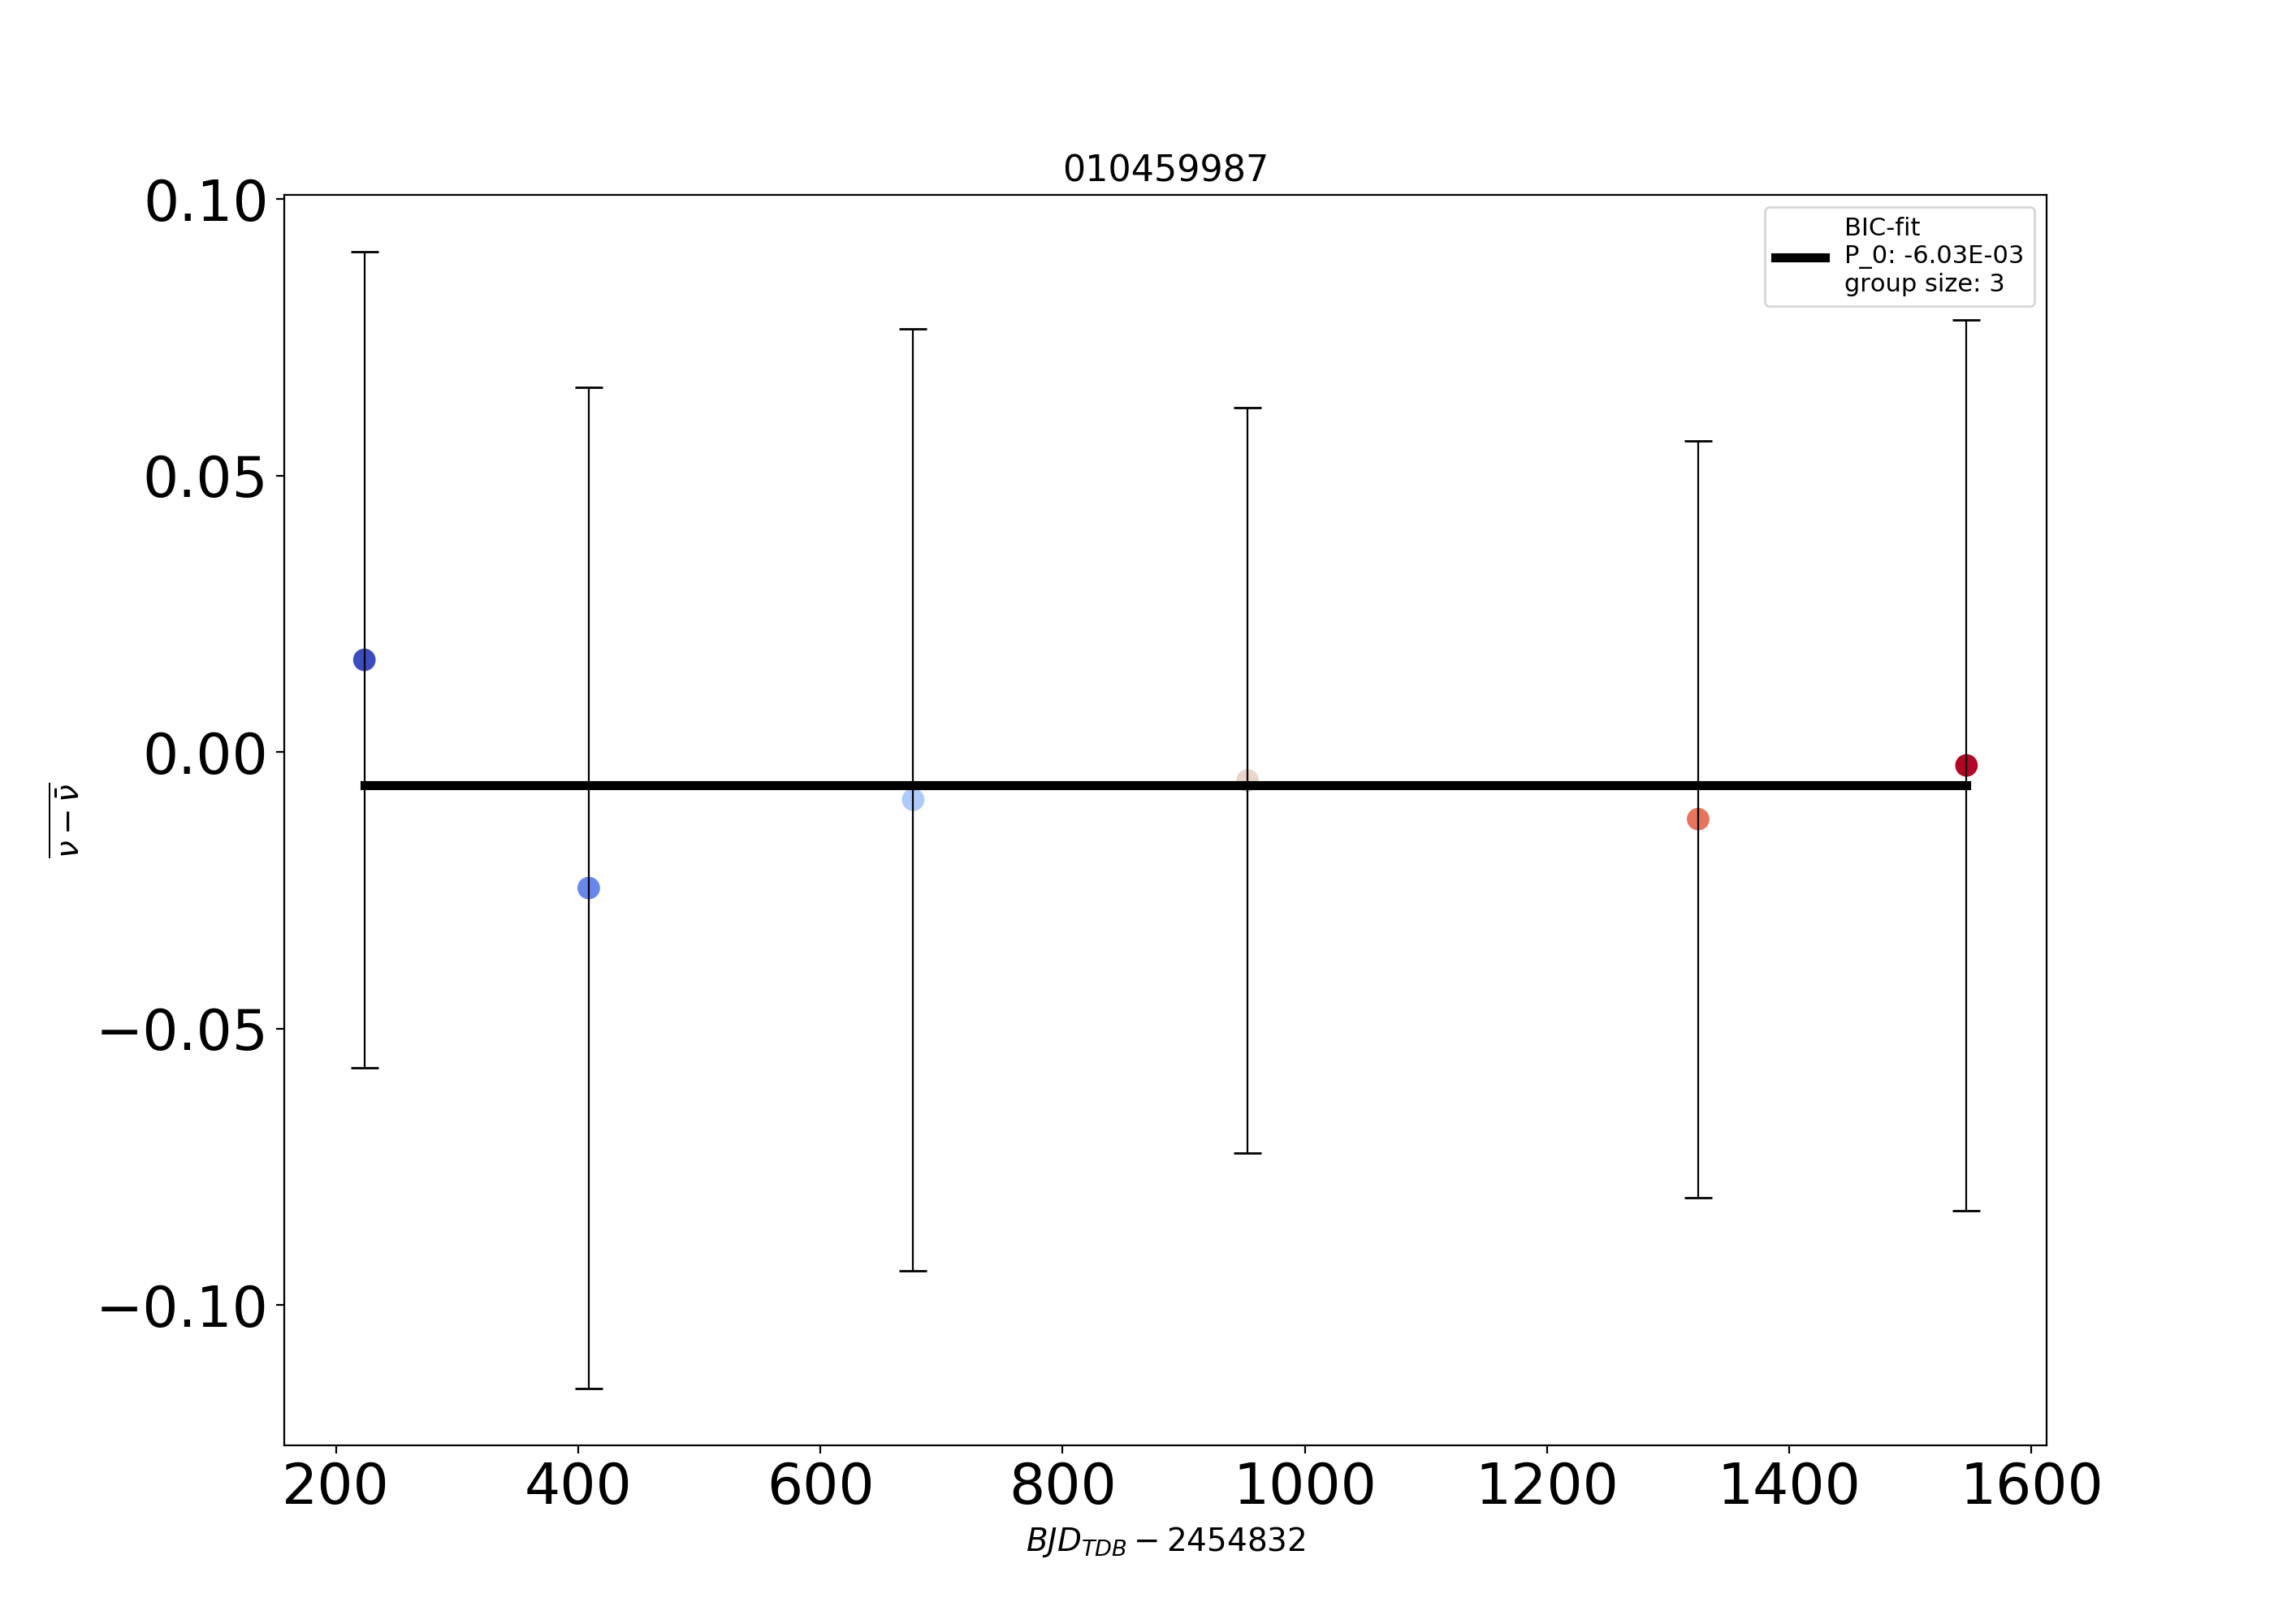 010459987
0.10
0.05
0.00
−0.05
−0.10
BIC-fit
P_0: -6.03E-03
group size: 3
ν − ν̄
200 400 600 800 1000 1200 1400 1600
BJD_TDB − 2454832